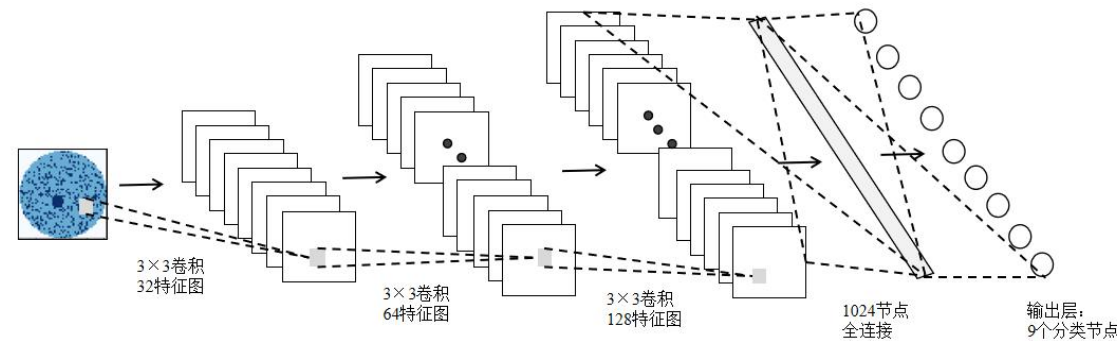 3×3卷积
32特征图
3×3卷积
64特征图
3×3卷积
128特征图
1024节点
全连接
输出层：
9个分类节点